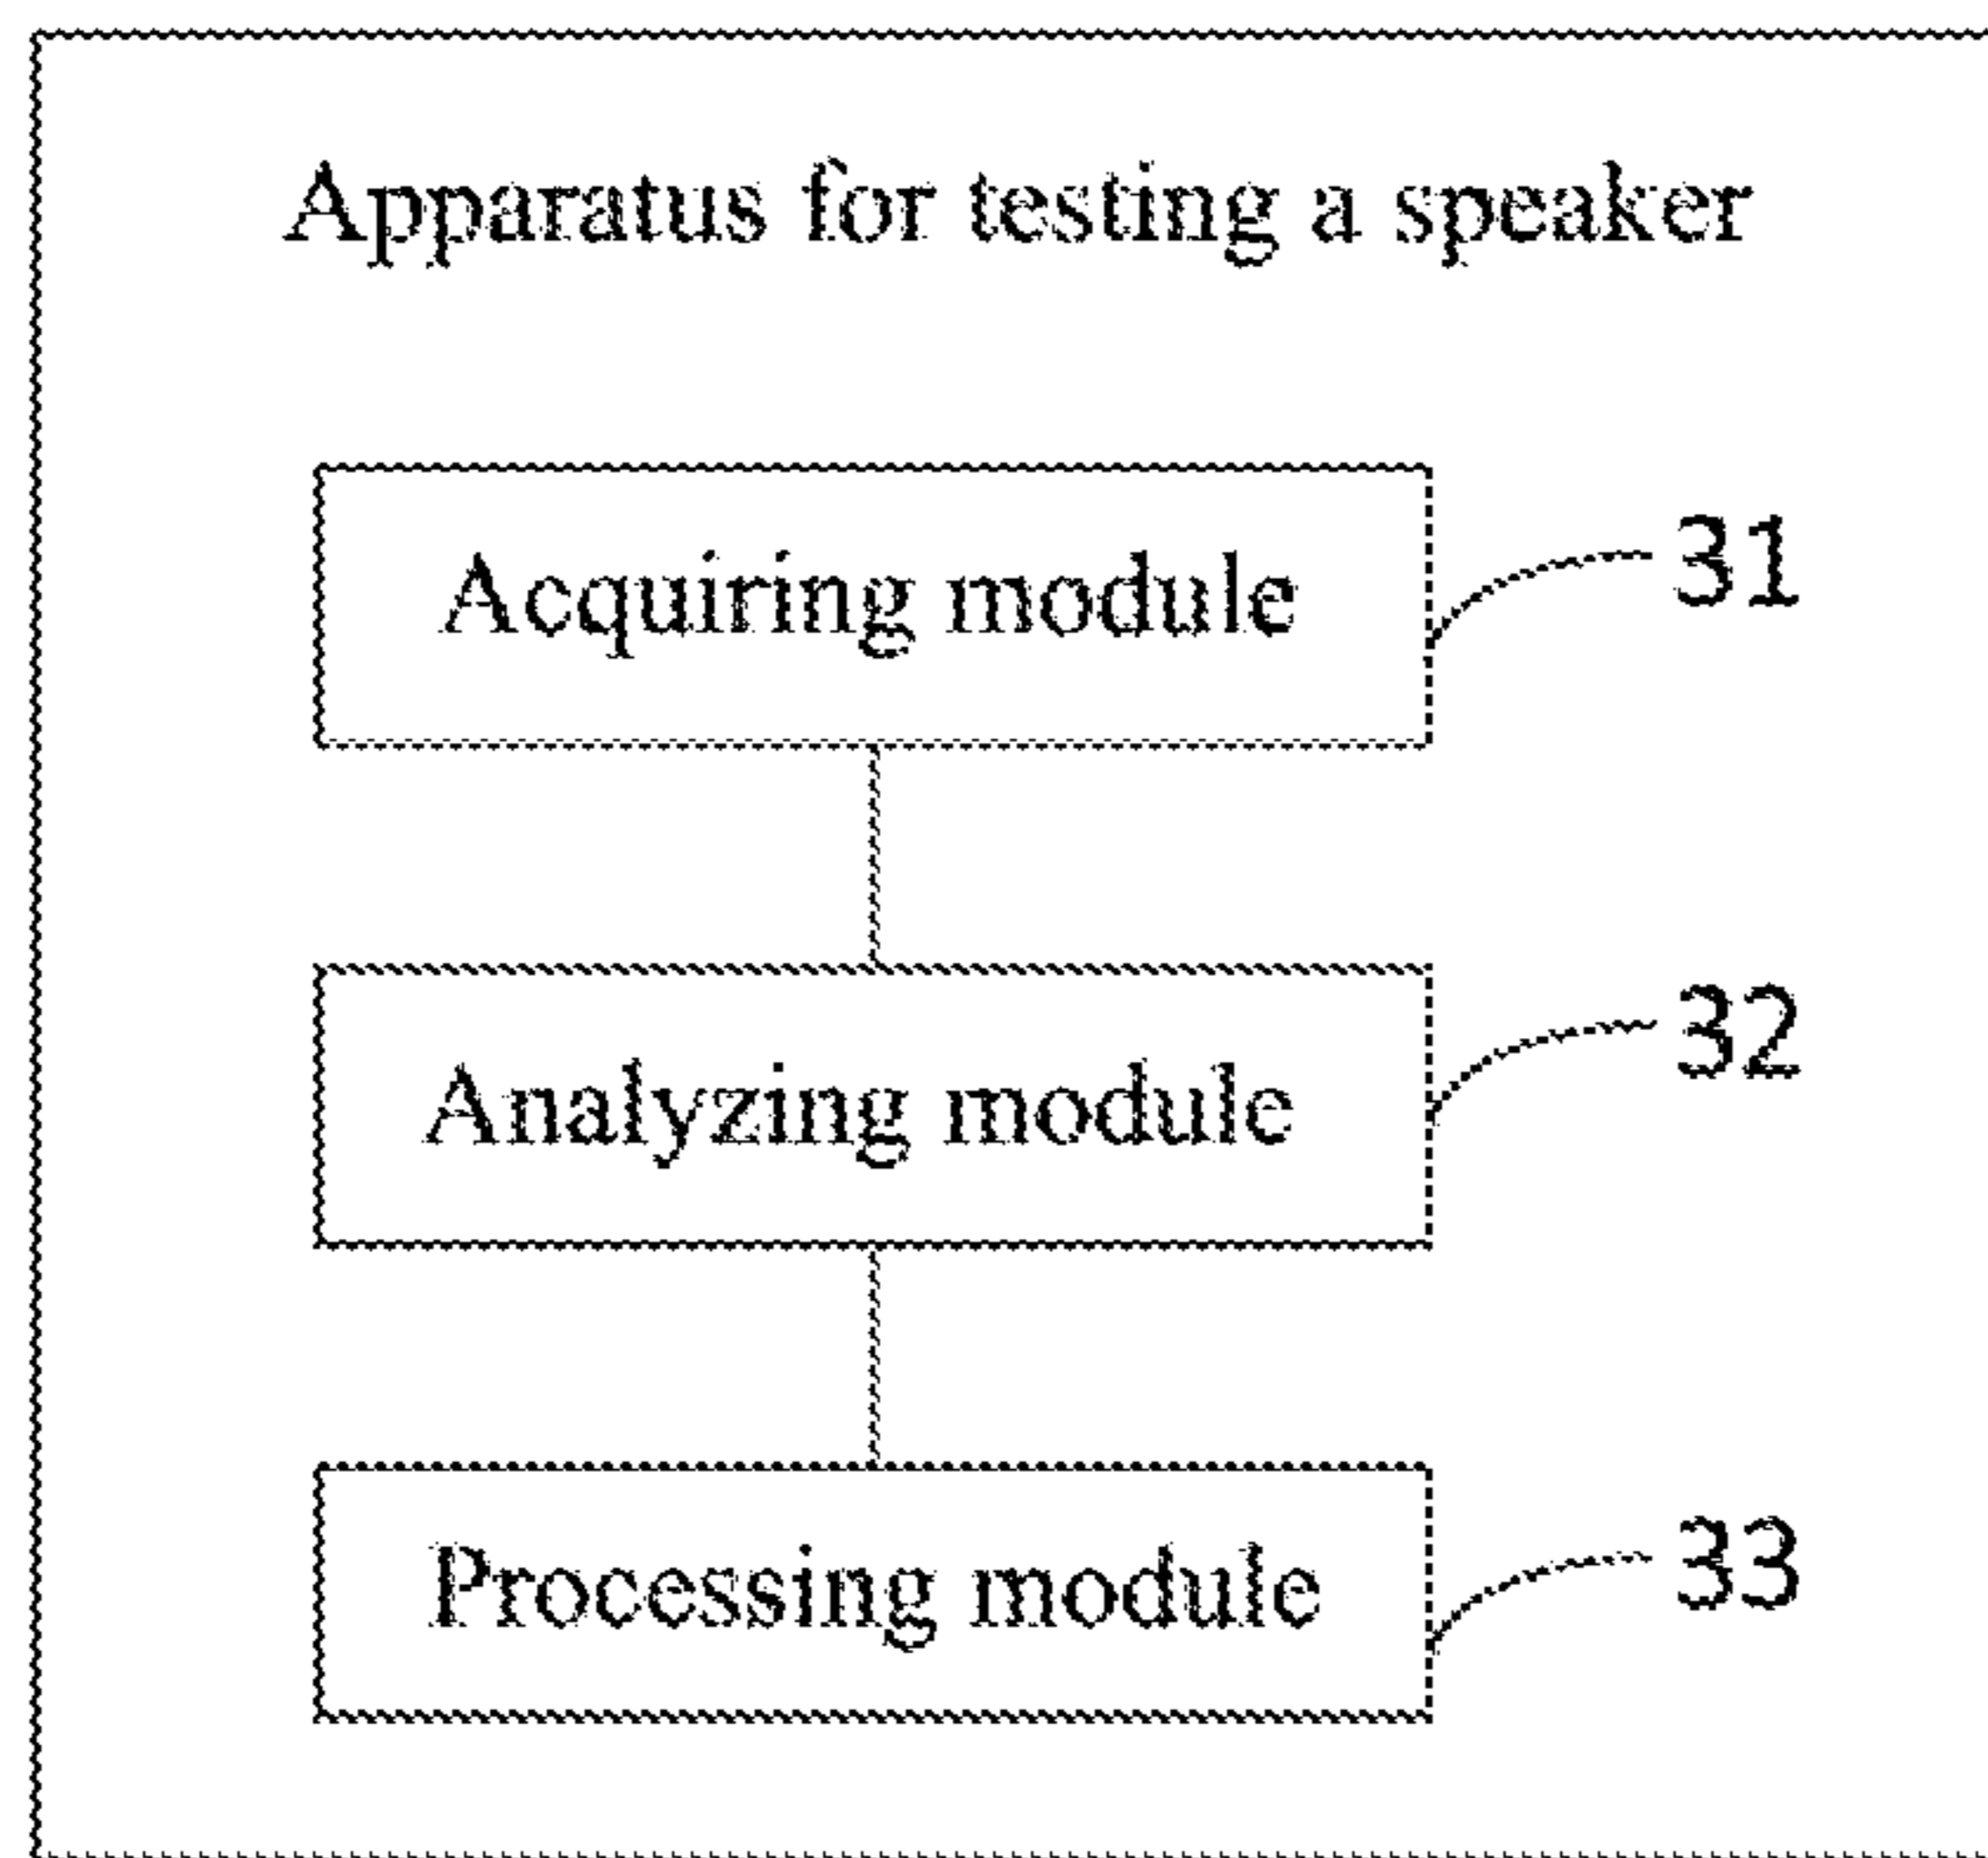 Apparatus for testing a speaker
Acquiring module
31
Analyzing module
32
Processing module
33